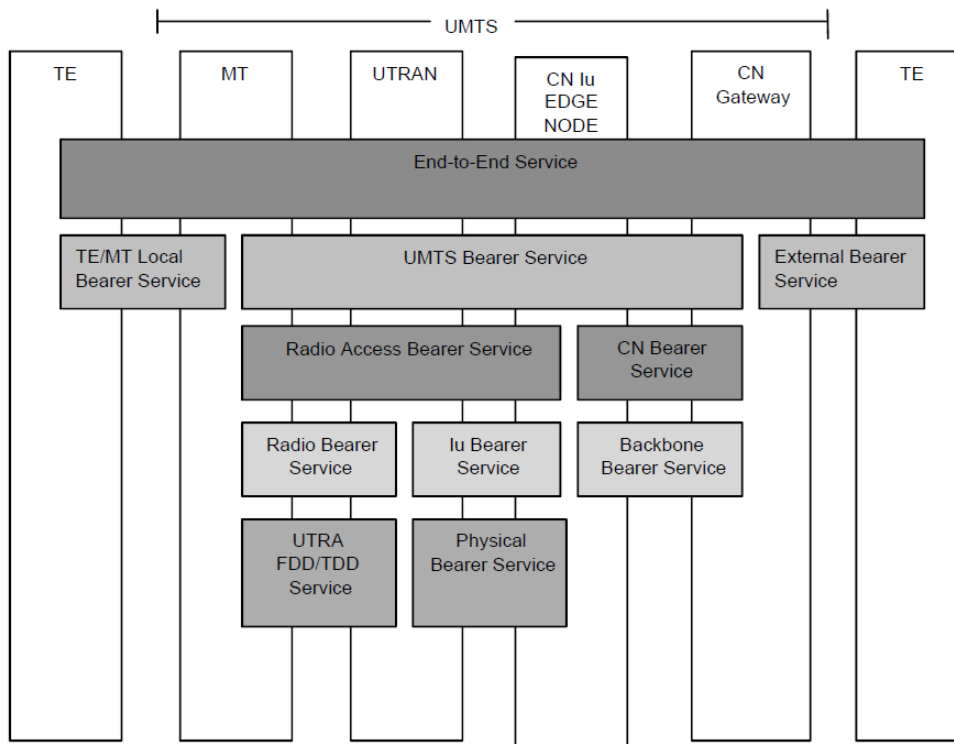 UMTS
TE
MT
UTRAN
CN Iu
EDGE
NODE
CN
Gateway
TE
End-to-End Service
TE/MT Local
Bearer Service
UMTS Bearer Service
External Bearer
Service
Radio Access Bearer Service
CN Bearer
Service
Radio Bearer
Service
Iu Bearer
Service
Backbone
Bearer Service
UTRA
FDD/TDD
Service
Physical
Bearer Service